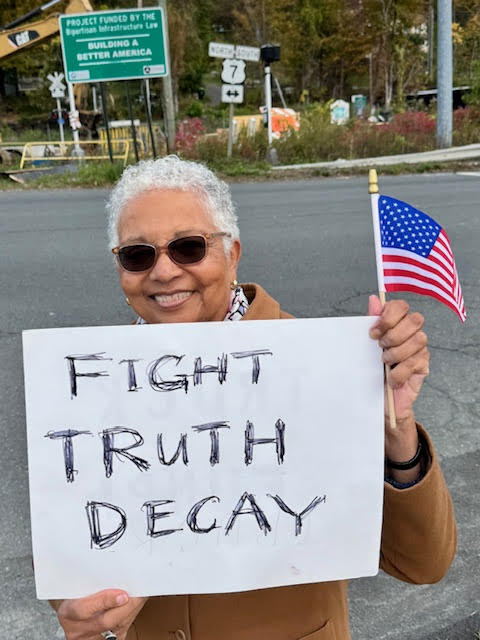 CAT
PROJECT FUNDED BY THE
Bipartisan Infrastructure Law
BUILDING A
BETTER AMERICA
NORTH SOUTH
7
FIGHT
TRUTH
DECAY